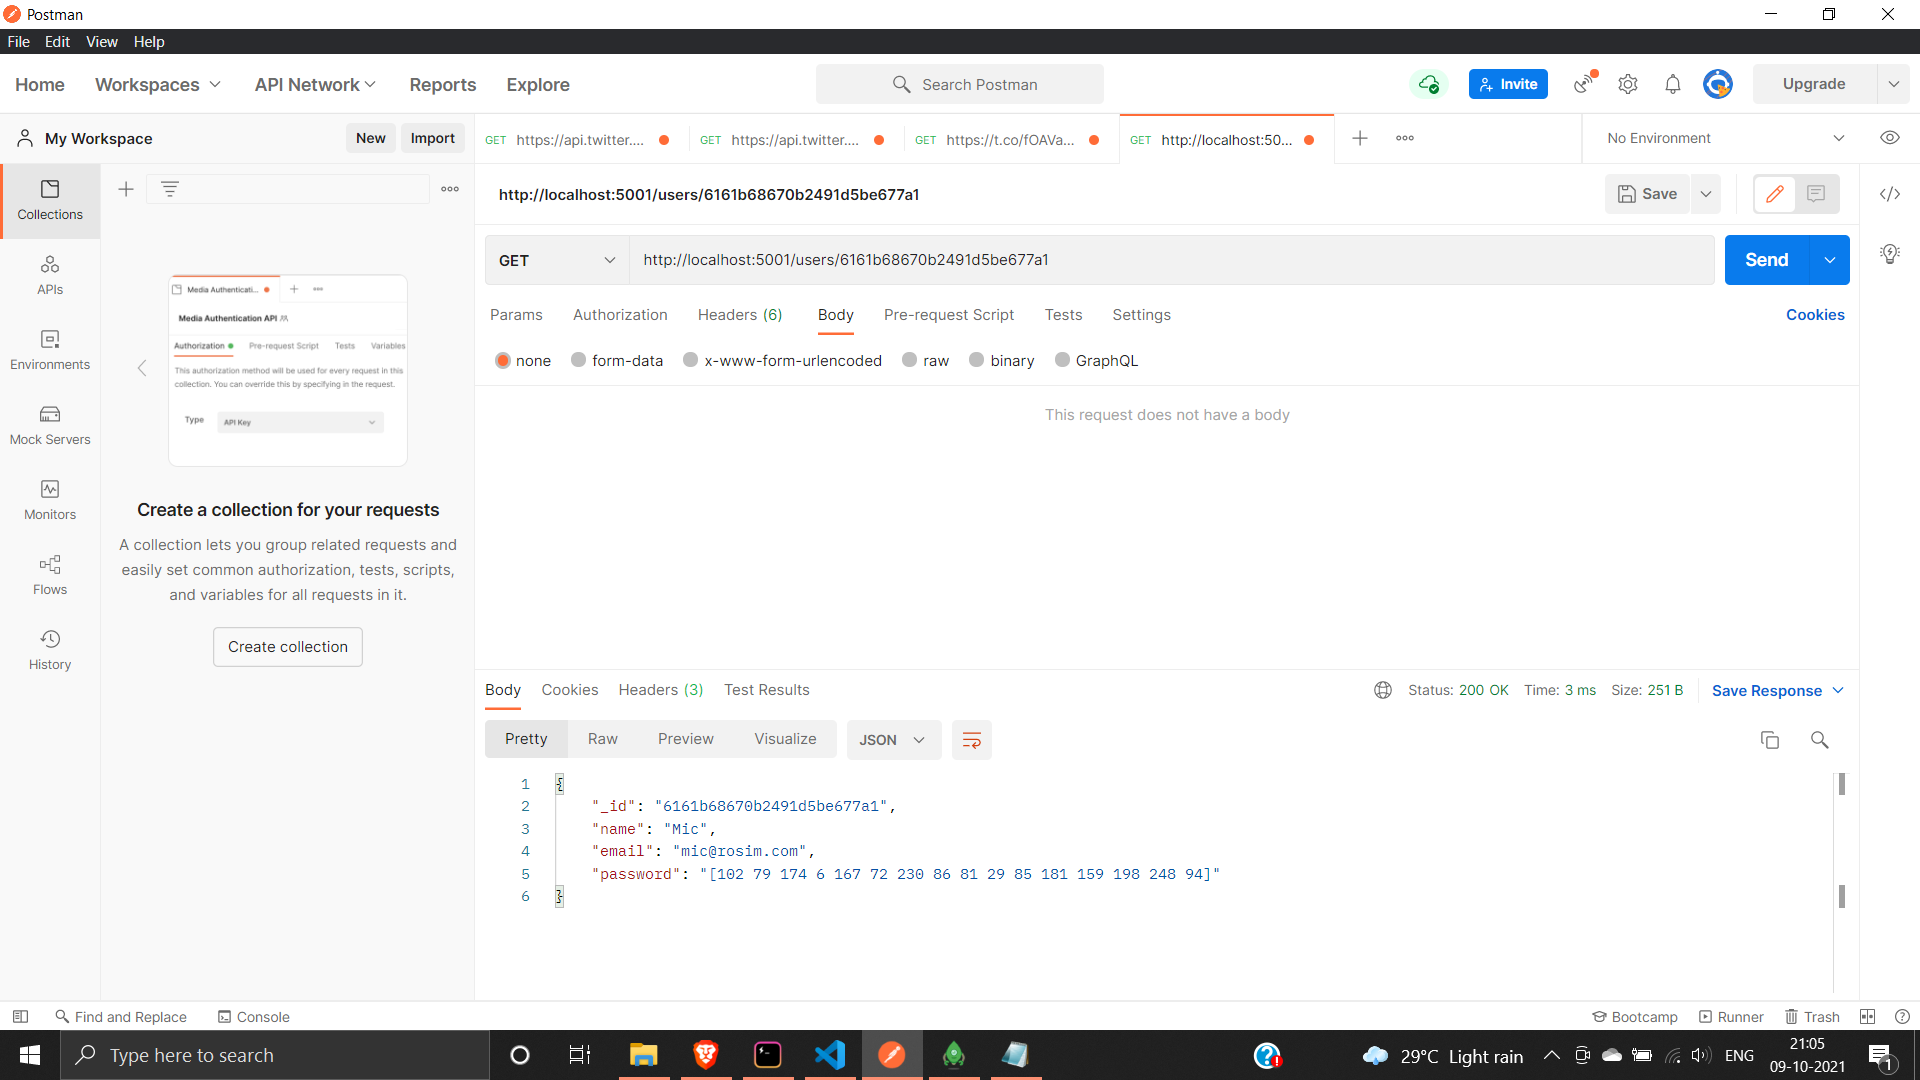 Postman
File Edit View Help
Home Workspaces API Network Reports Explore Search Postman Invite Upgrade
My Workspace New Import
GET https://api.twitter.... GET https://api.twitter.... GET https://t.co/fOAVa... GET http://localhost:50... No Environment
Collections
APIs
Environments
Mock Servers
Monitors
Flows
History
Media Authenticati...
Media Authentication API
Authorization Pre-request Script Tests Variables
This authorization method will be used for every request in this
collection. You can override this by specifying in the request.
Type API Key
Create a collection for your requests
A collection lets you group related requests and
easily set common authorization, tests, scripts,
and variables for all requests in it.
Create collection
http://localhost:5001/users/6161b68670b2491d5be677a1 Save
GET http://localhost:5001/users/6161b68670b2491d5be677a1 Send
Params Authorization Headers (6) Body Pre-request Script Tests Settings Cookies
none form-data x-www-form-urlencoded raw binary GraphQL
This request does not have a body
Body Cookies Headers (3) Test Results Status: 200 OK Time: 3 ms Size: 251 B Save Response
Pretty Raw Preview Visualize JSON
1 {
2 "_id": "6161b68670b2491d5be677a1",
3 "name": "Mic",
4 "email": "mic@rosim.com",
5 "password": "[102 79 174 6 167 72 230 86 81 29 85 181 159 198 248 94]"
6 }
Find and Replace Console Bootcamp Runner Trash
Type here to search 29°C Light rain ENG 21:05
09-10-2021 1